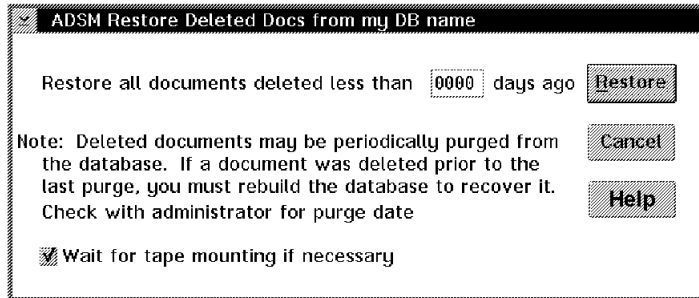 ADSM Restore Deleted Docs from my DB name
Restore all documents deleted less than 0000 days ago Restore
Note: Deleted documents may be periodically purged from
the database. If a document was deleted prior to the
last purge, you must rebuild the database to recover it.
Check with administrator for purge date
Cancel
Help
Wait for tape mounting if necessary